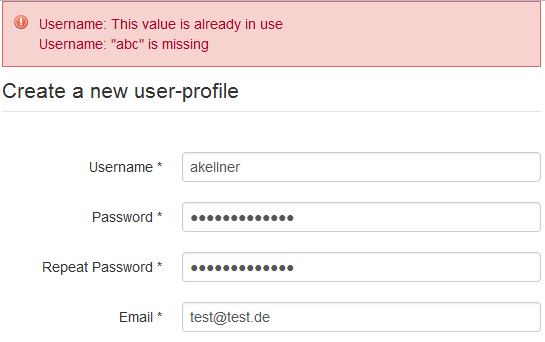 Username: This value is already in use
Username: "abc" is missing
Create a new user-profile
Username * akellner
Password * ●●●●●●●●●●●●●
Repeat Password * ●●●●●●●●●●●●●
Email * test@test.de